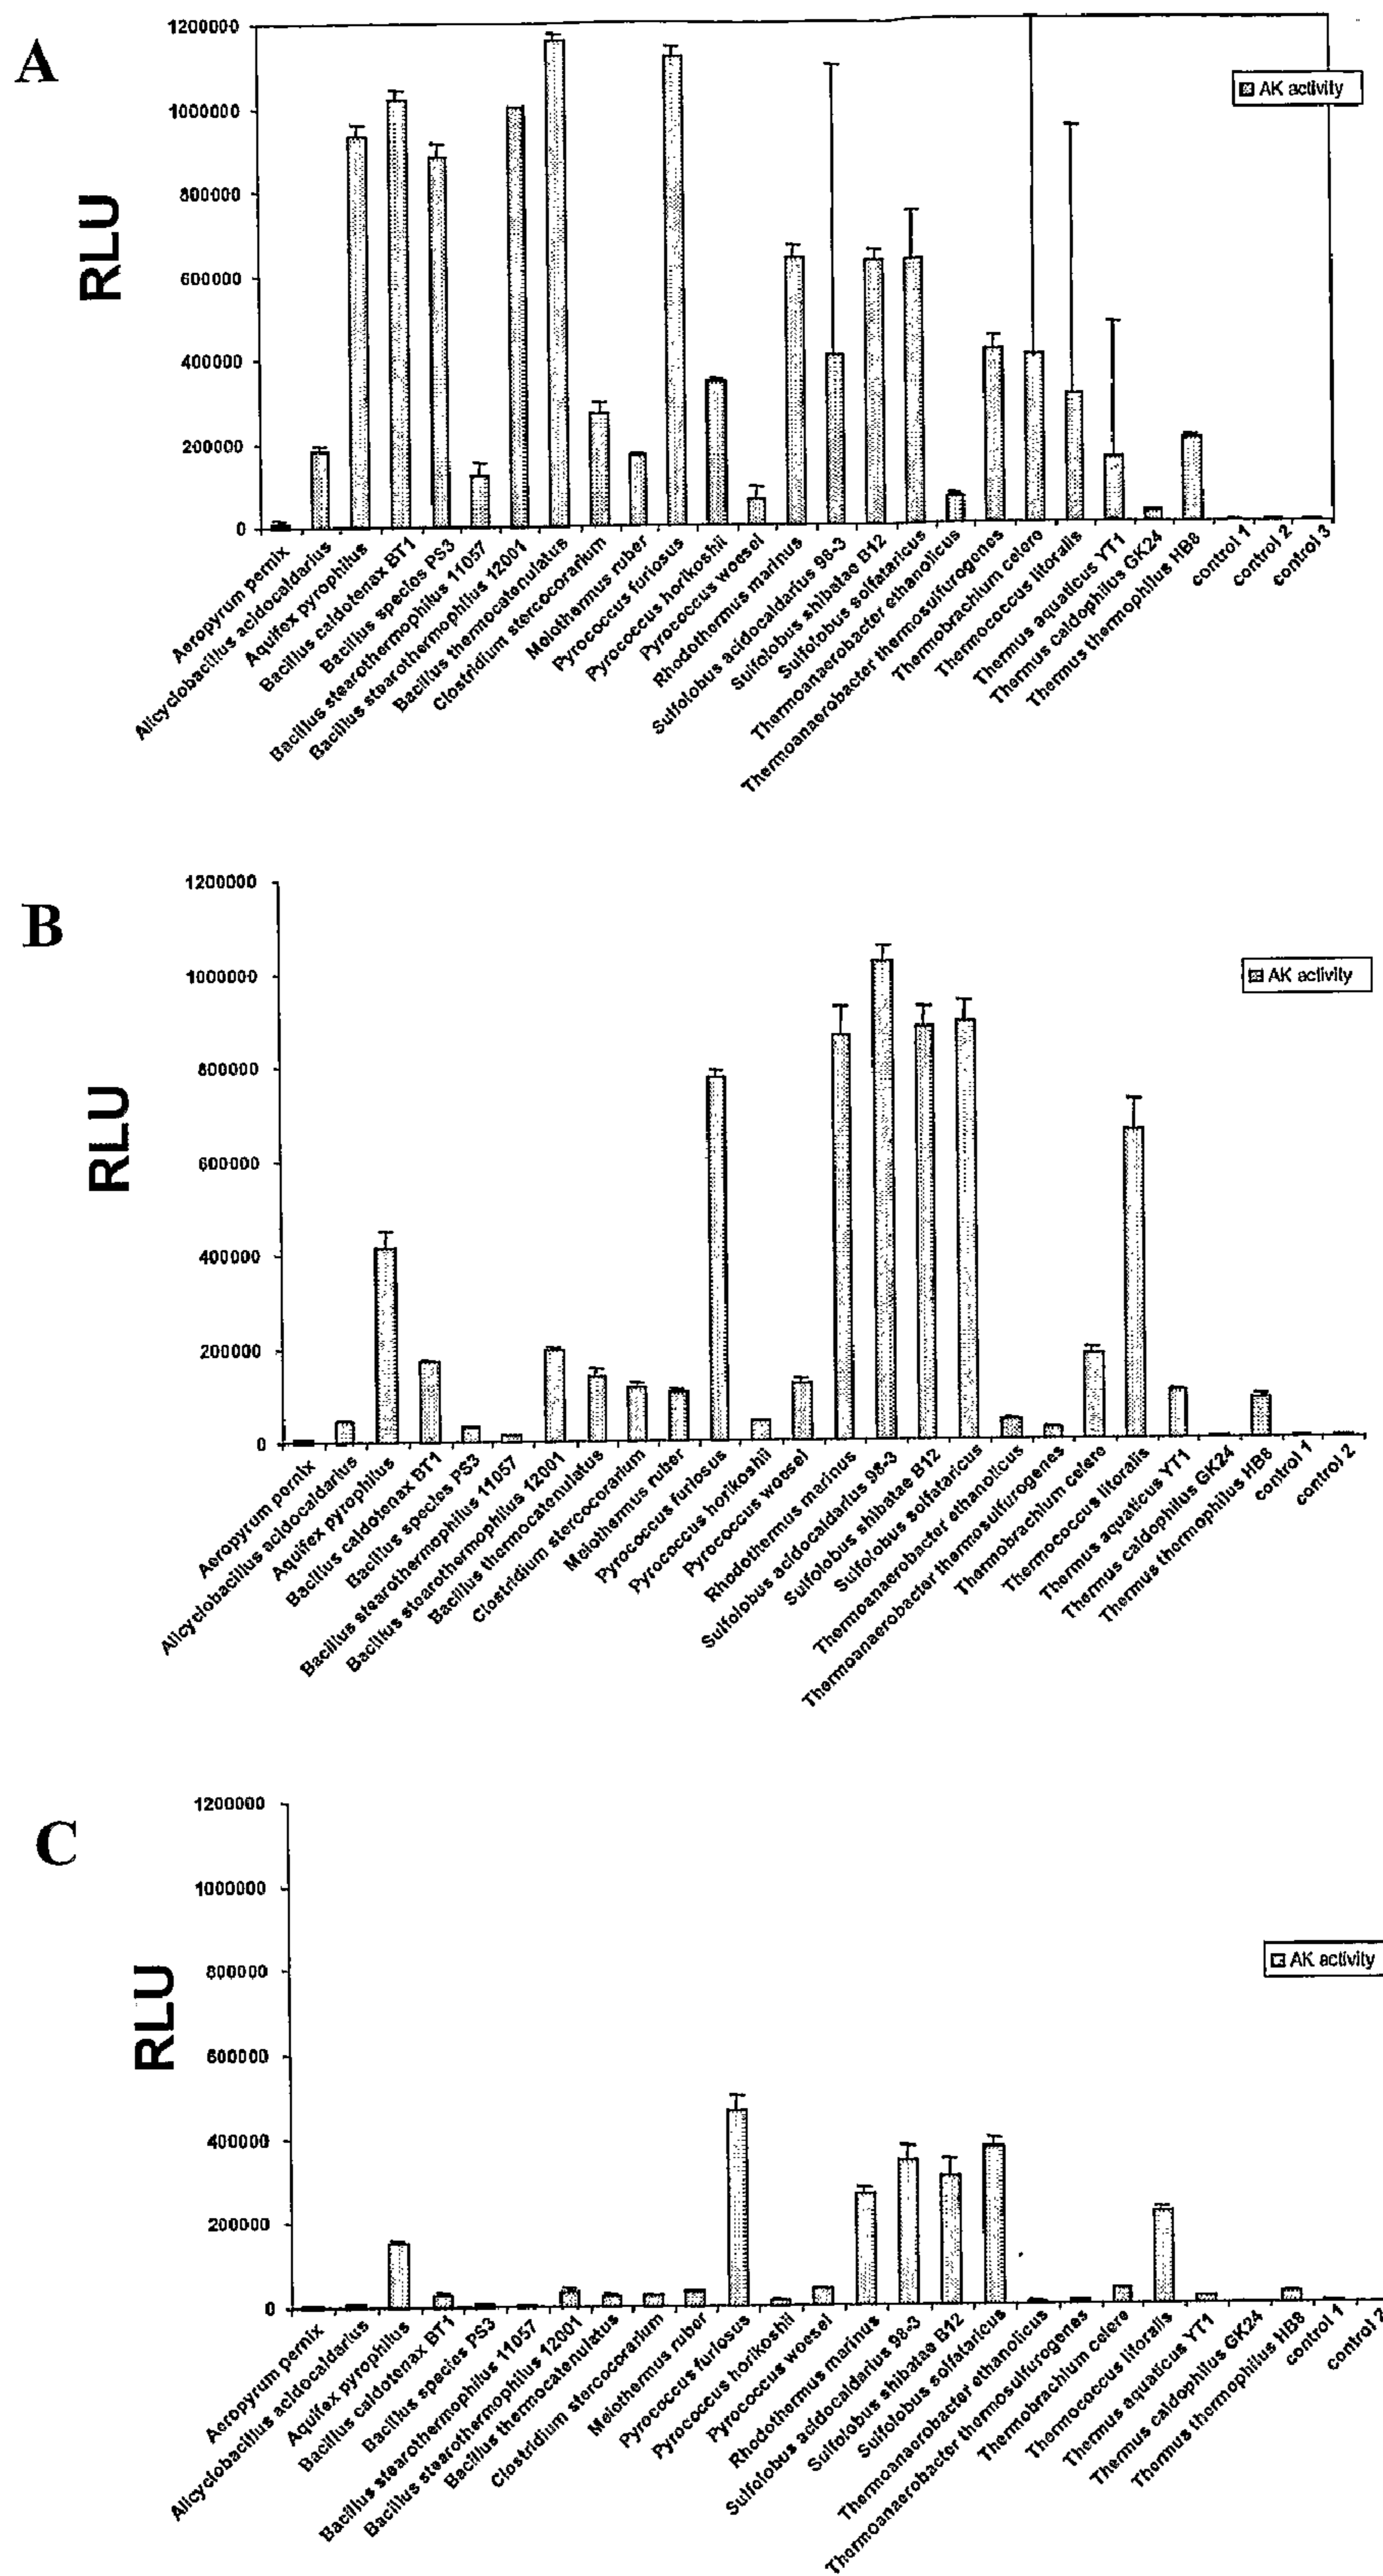 A
RLU
1200000
1000000
800000
600000
400000
200000
0
AK activity
Aeropyrum pernix
Alicyclobacillus acidocaldarius
Aquifex pyrophilus
Bacillus caldotenax BT1
Bacillus species PS3
Bacillus stearothermophilus 11057
Bacillus stearothermophilus 12001
Bacillus thermocatenulatus
Clostridium stercocorarium
Meiothermus ruber
Pyrococcus furiosus
Pyrococcus horikoshii
Pyrococcus woesei
Rhodothermus marinus
Sulfolobus acidocaldarius 98-3
Sulfolobus shibatae B12
Sulfolobus solfataricus
Thermoanaerobacter ethanolicus
Thermoanaerobacter thermosulfurogenes
Thermobrachium celere
Thermococcus litoralis
Thermus aquaticus YT1
Thermus caldophilus GK24
Thermus thermophilus HB8
control 1
control 2
control 3
B
RLU
1200000
1000000
800000
600000
400000
200000
0
AK activity
Aeropyrum pernix
Alicyclobacillus acidocaldarius
Aquifex pyrophilus
Bacillus caldotenax BT1
Bacillus species PS3
Bacillus stearothermophilus 11057
Bacillus stearothermophilus 12001
Bacillus thermocatenulatus
Clostridium stercocorarium
Meiothermus ruber
Pyrococcus furiosus
Pyrococcus horikoshii
Pyrococcus woesei
Rhodothermus marinus
Sulfolobus acidocaldarius 98-3
Sulfolobus shibatae B12
Sulfolobus solfataricus
Thermoanaerobacter ethanolicus
Thermoanaerobacter thermosulfurogenes
Thermobrachium celere
Thermococcus litoralis
Thermus aquaticus YT1
Thermus caldophilus GK24
Thermus thermophilus HB8
control 1
control 2
C
RLU
1200000
1000000
800000
600000
400000
200000
0
AK activity
Aeropyrum pernix
Alicyclobacillus acidocaldarius
Aquifex pyrophilus
Bacillus caldotenax BT1
Bacillus species PS3
Bacillus stearothermophilus 11057
Bacillus stearothermophilus 12001
Bacillus thermocatenulatus
Clostridium stercocorarium
Meiothermus ruber
Pyrococcus furiosus
Pyrococcus horikoshii
Pyrococcus woesei
Rhodothermus marinus
Sulfolobus acidocaldarius 98-3
Sulfolobus shibatae B12
Sulfolobus solfataricus
Thermoanaerobacter ethanolicus
Thermoanaerobacter thermosulfurogenes
Thermobrachium celere
Thermococcus litoralis
Thermus aquaticus YT1
Thermus caldophilus GK24
Thermus thermophilus HB8
control 1
control 2